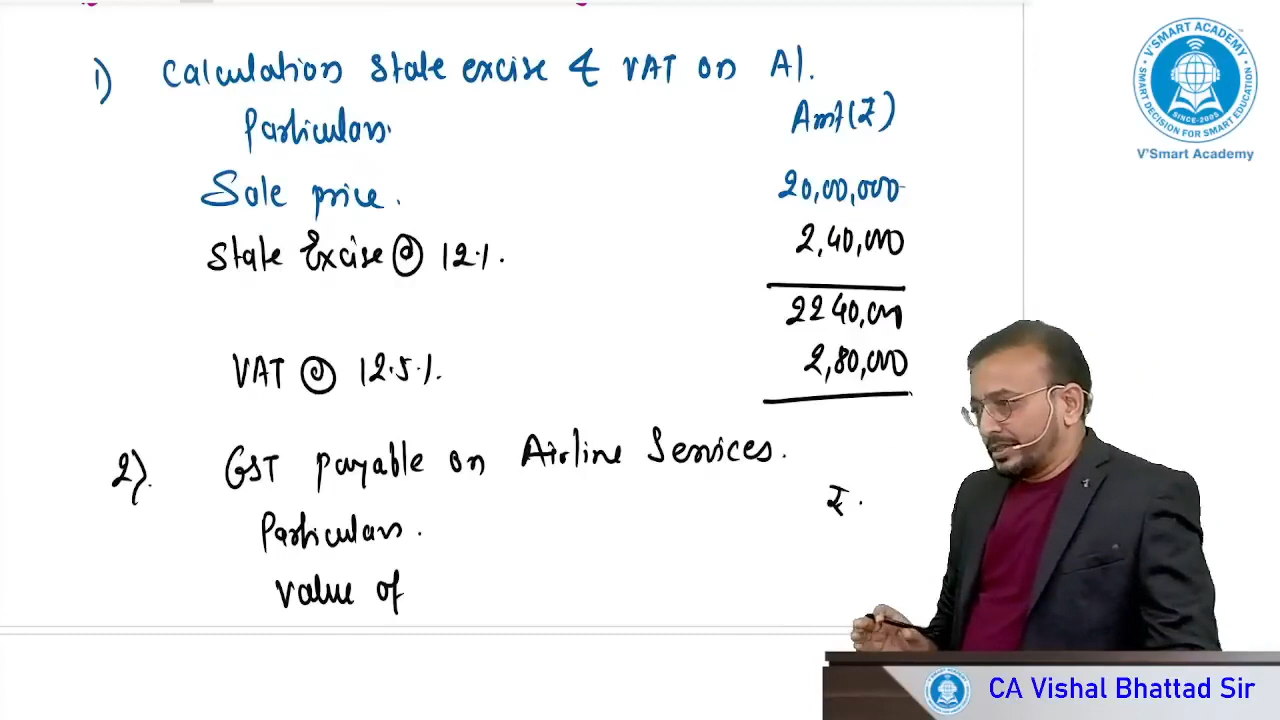 1) Calculation State excise & VAT on Al.
Particulars.
Amt(₹)
Sale price. 20,00,000
State Excise @ 12%. 2,40,000
2240,000
VAT @ 12.5%. 2,80,000
2). GST payable on Airline Services.
₹.
Particulars.
Value of
V'SMART ACADEMY
SINCE-2005
SMART DECISION FOR SMART EDUCATION
V'Smart Academy
CA Vishal Bhattad Sir